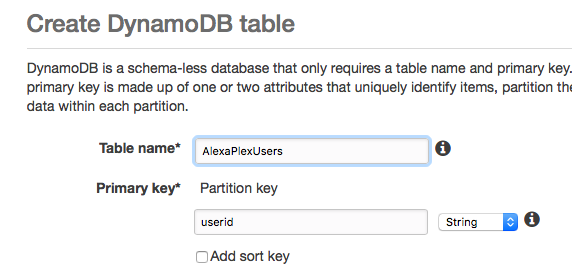 Create DynamoDB table
DynamoDB is a schema-less database that only requires a table name and primary key.
primary key is made up of one or two attributes that uniquely identify items, partition the
data within each partition.
Table name* AlexaPlexUsers
Primary key* Partition key
userid String
Add sort key